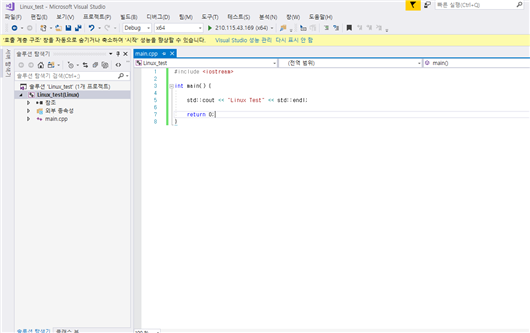 Linux_test - Microsoft Visual Studio
빠른 실행(Ctrl+Q)
파일(F) 편집(E) 보기(V) 프로젝트(P) 빌드(B) 디버그(D) 팀(M) 도구(T) 테스트(S) 분석(N) 창(W) 도움말(H)
Debug x64 210.115.43.169 (x64)
'호출 계층 구조' 창을 자동으로 숨기거나 축소하여 '시작' 성능을 향상할 수 있습니다. Visual Studio 성능 관리 다시 표시 안 함
솔루션 탐색기
main.cpp
솔루션 탐색기 검색(Ctrl+;)
Linux_test (전역 범위) main()
솔루션 'Linux_test' (1개 프로젝트)
Linux_test(Linux)
참조
외부 종속성
main.cpp
1 #include <iostream>
2
3 int main() {
4
5 std::cout << "Linux Test" << std::endl;
6
7 return 0;
8 }
솔루션 탐색기 클래스 뷰
100 %